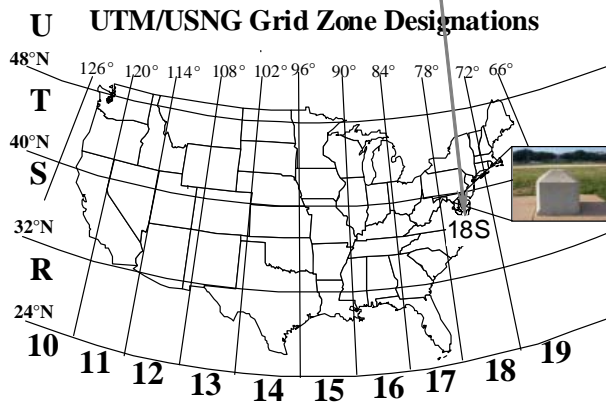 U UTM/USNG Grid Zone Designations
48°N 126° 120° 114° 108° 102° 96° 90° 84° 78° 72° 66°
T
40°N
S
18S
32°N
R
24°N
10 11 12 13 14 15 16 17 18 19